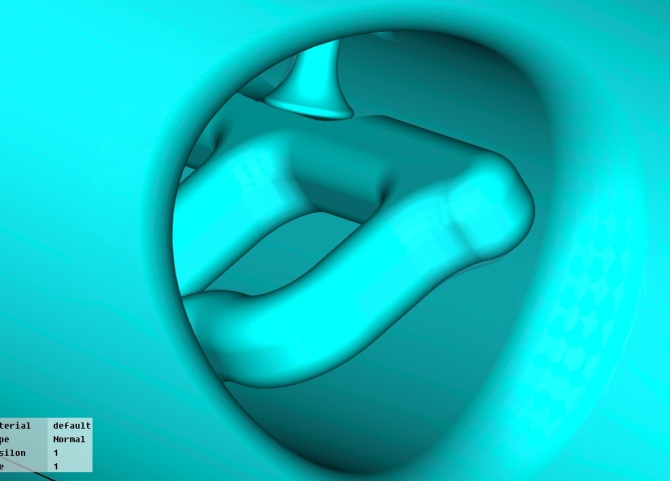 terial default
pe Normal
silon 1
e 1